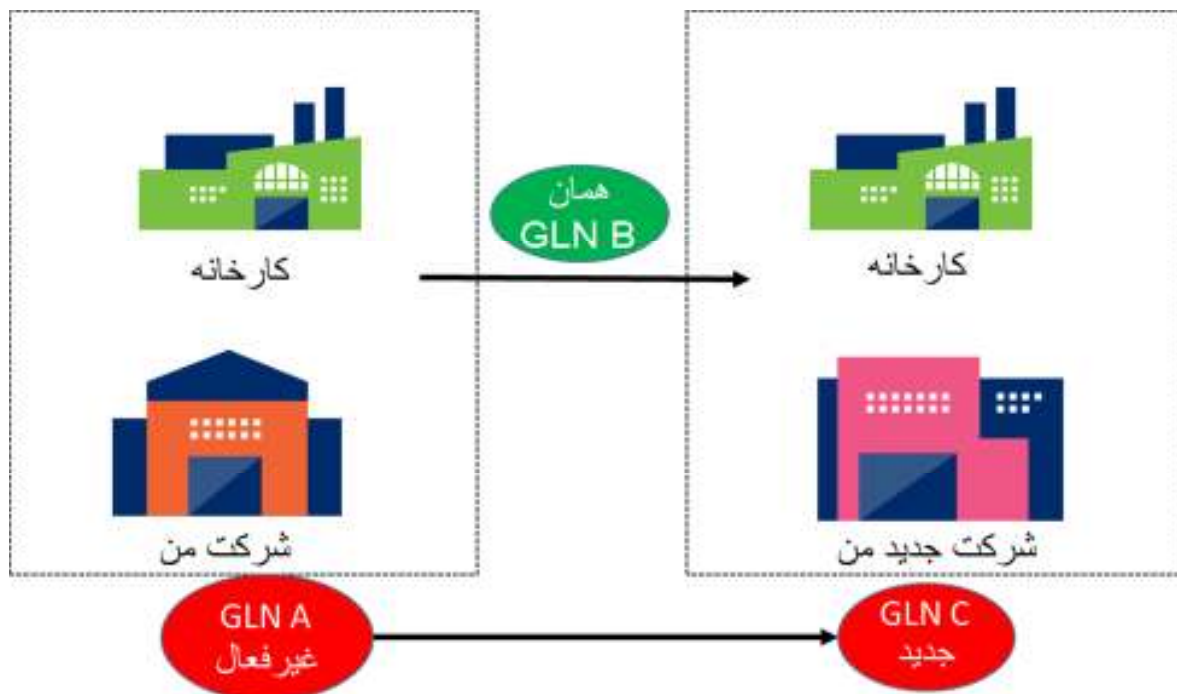 همان
GLN B
کارخانه
کارخانه
شرکت من
شرکت جدید من
GLN A
غیرفعال
GLN C
جدید